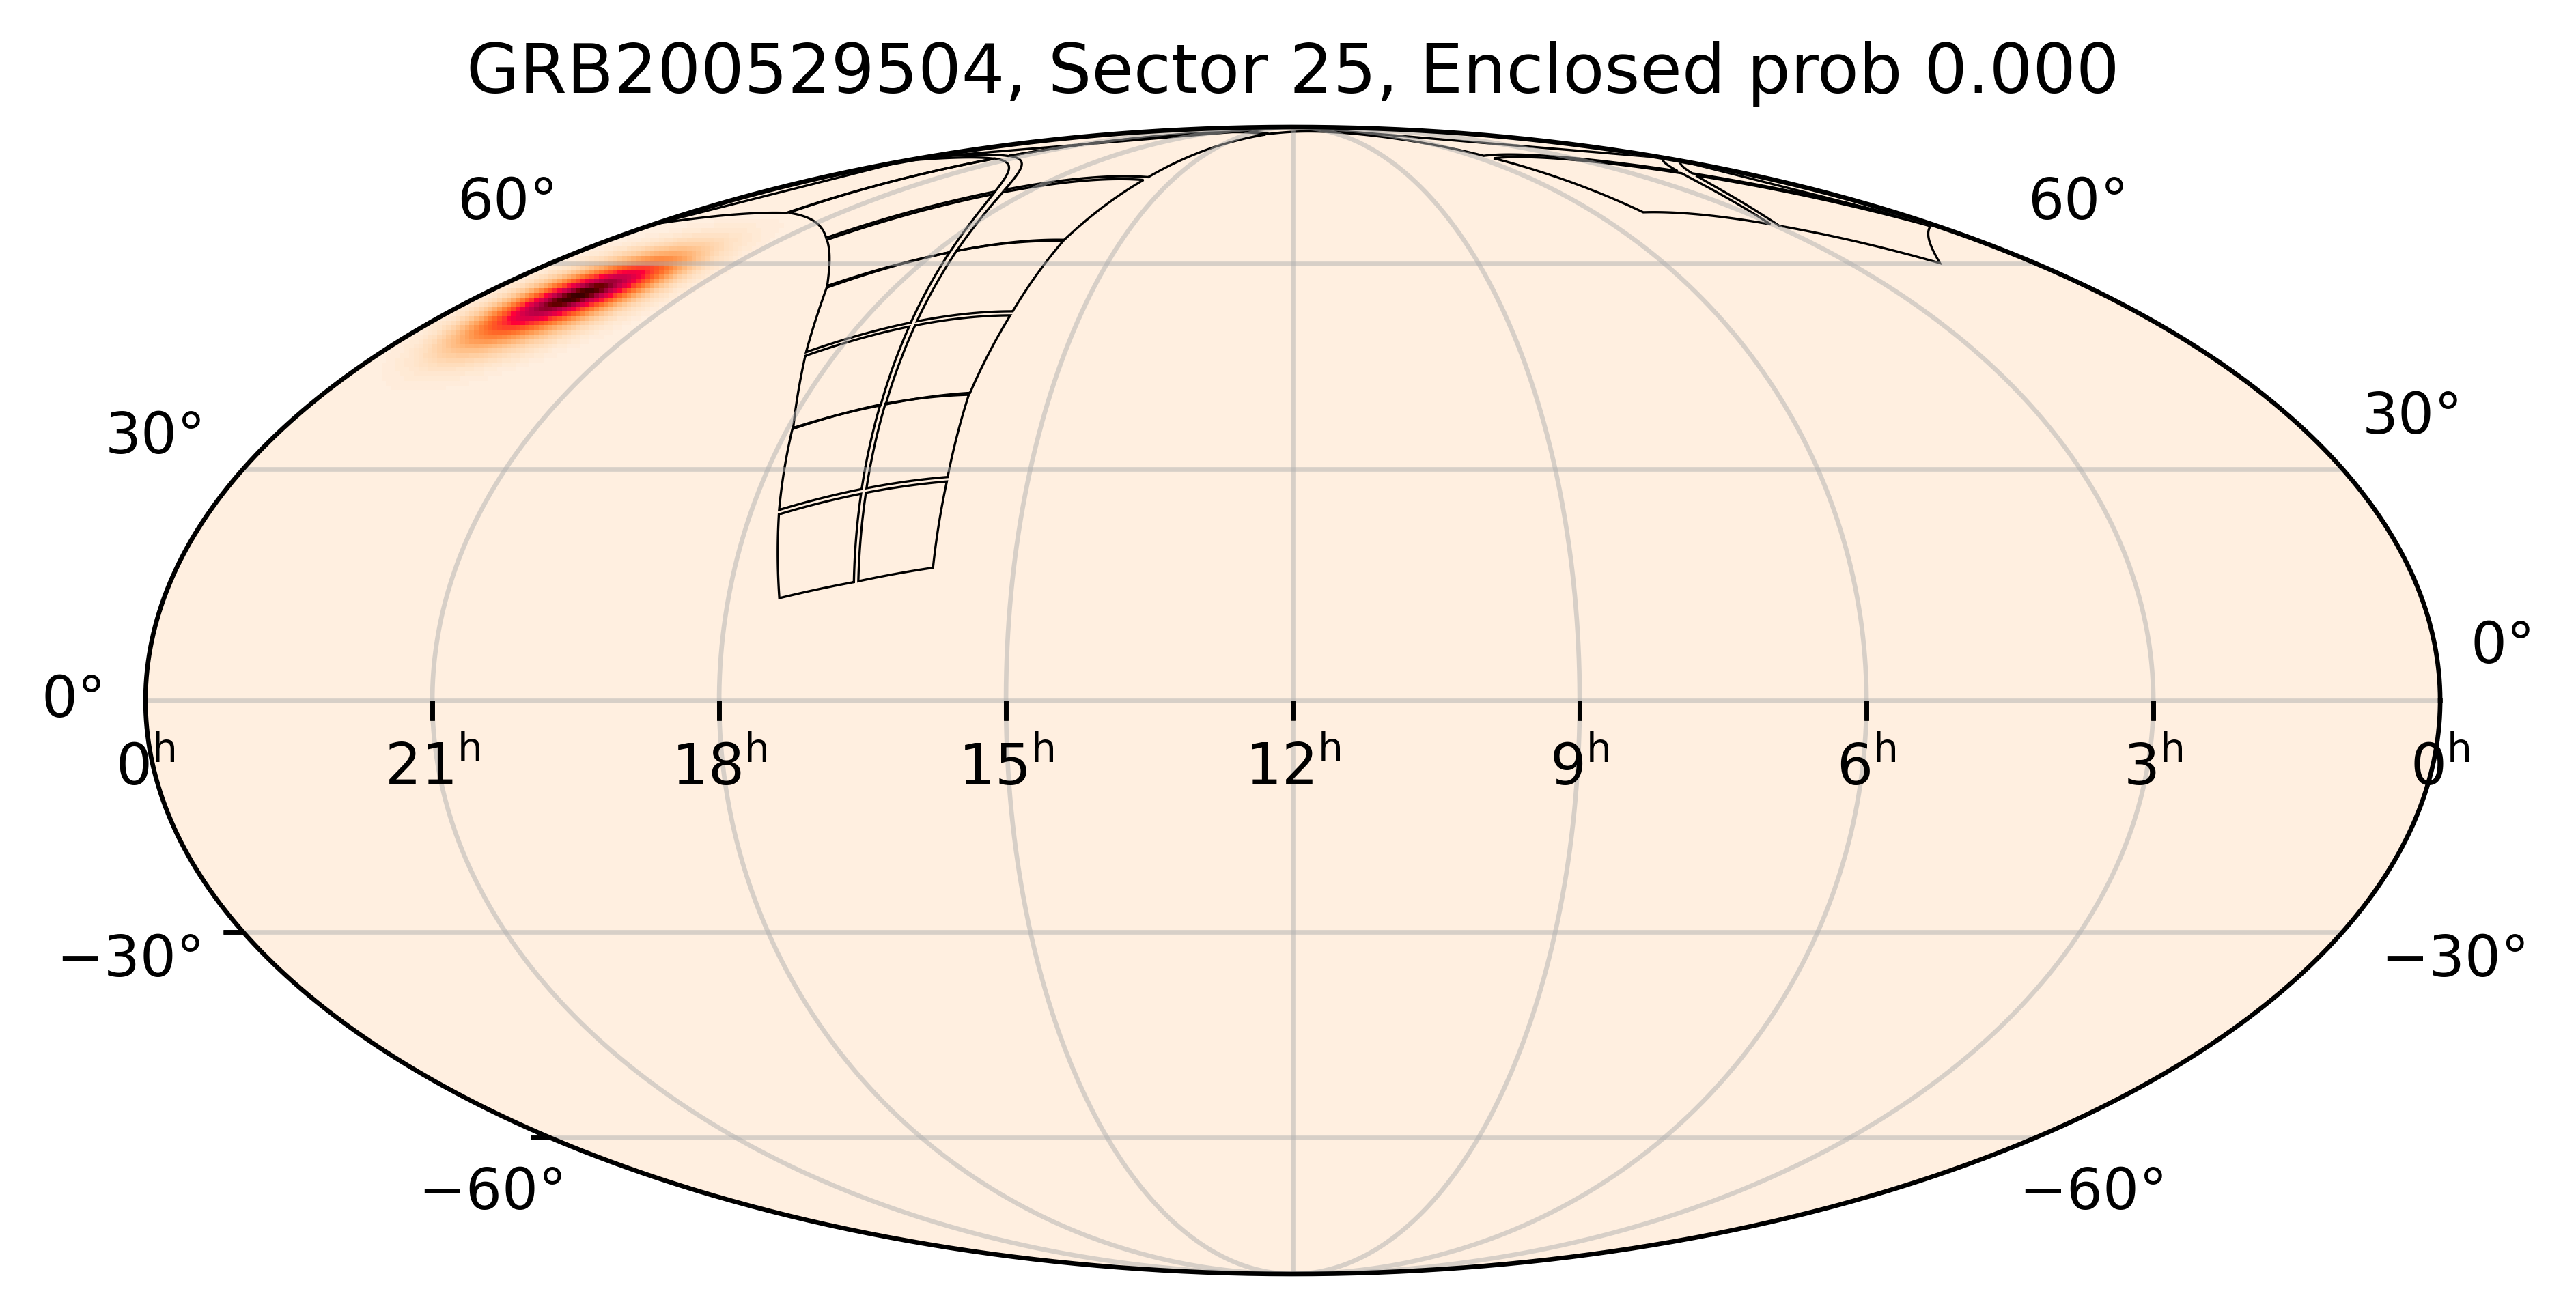 GRB200529504, Sector 25, Enclosed prob 0.000
60° 60°
30° 30°
0° 0°
0h 21h 18h 15h 12h 9h 6h 3h 0h
−30° −30°
−60° −60°